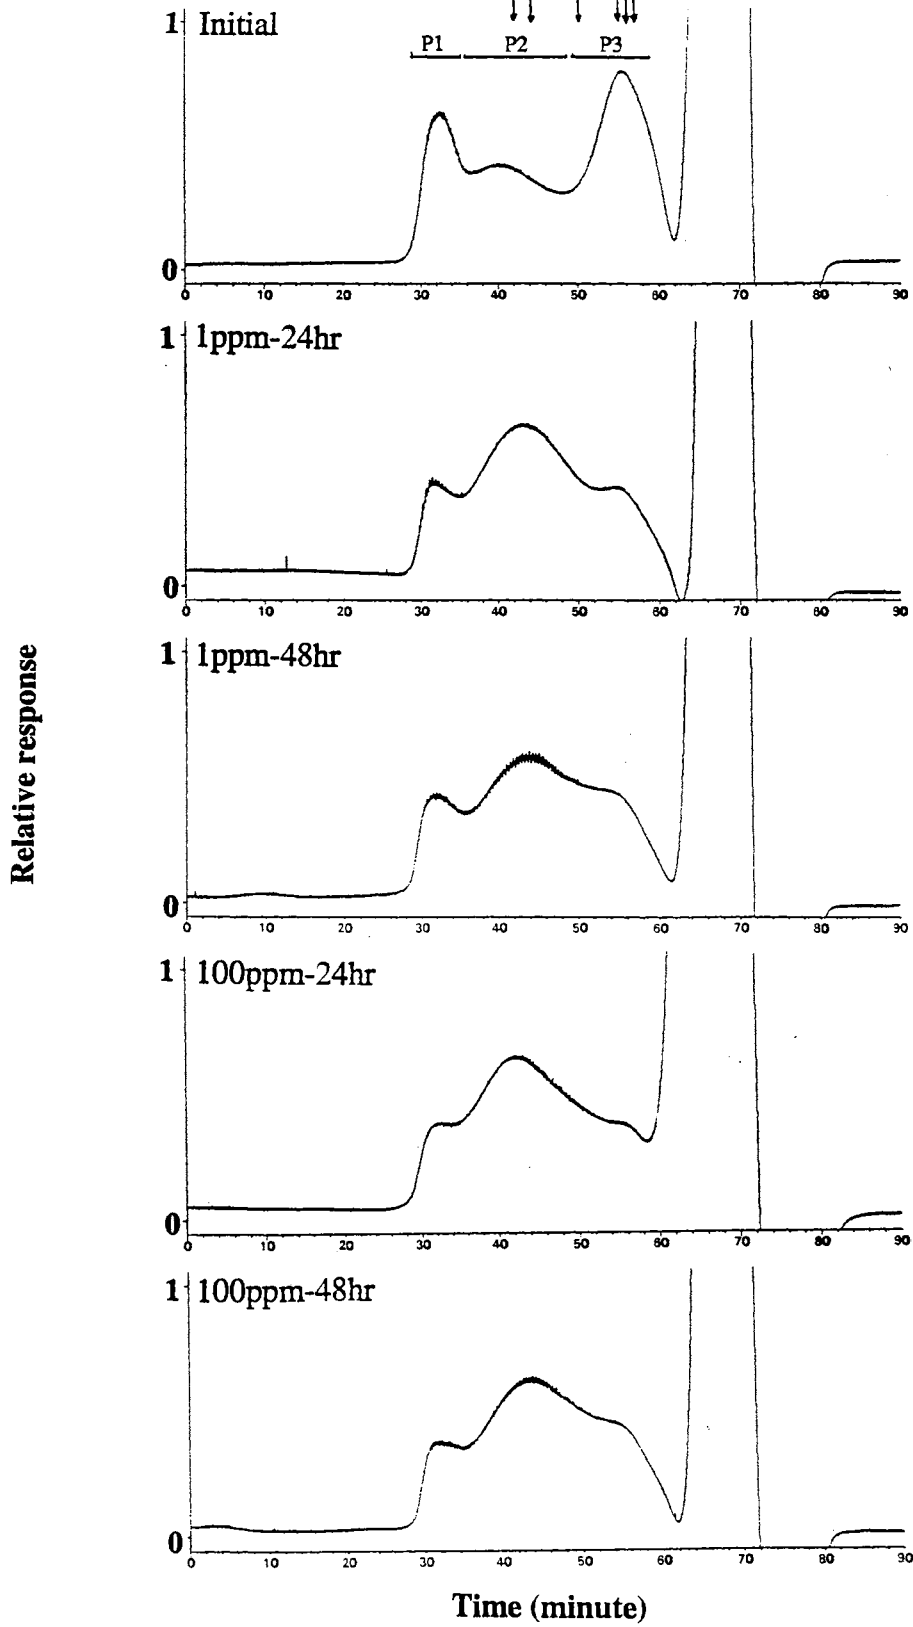 1 Initial
P1 P2 P3
0
0 10 20 30 40 50 60 70 80 90
1 1ppm-24hr
0
0 10 20 30 40 50 60 70 80 90
1 1ppm-48hr
0
0 10 20 30 40 50 60 70 80 90
Relative response
1 100ppm-24hr
0
0 10 20 30 40 50 60 70 80 90
1 100ppm-48hr
0
0 10 20 30 40 50 60 70 80 90
Time (minute)